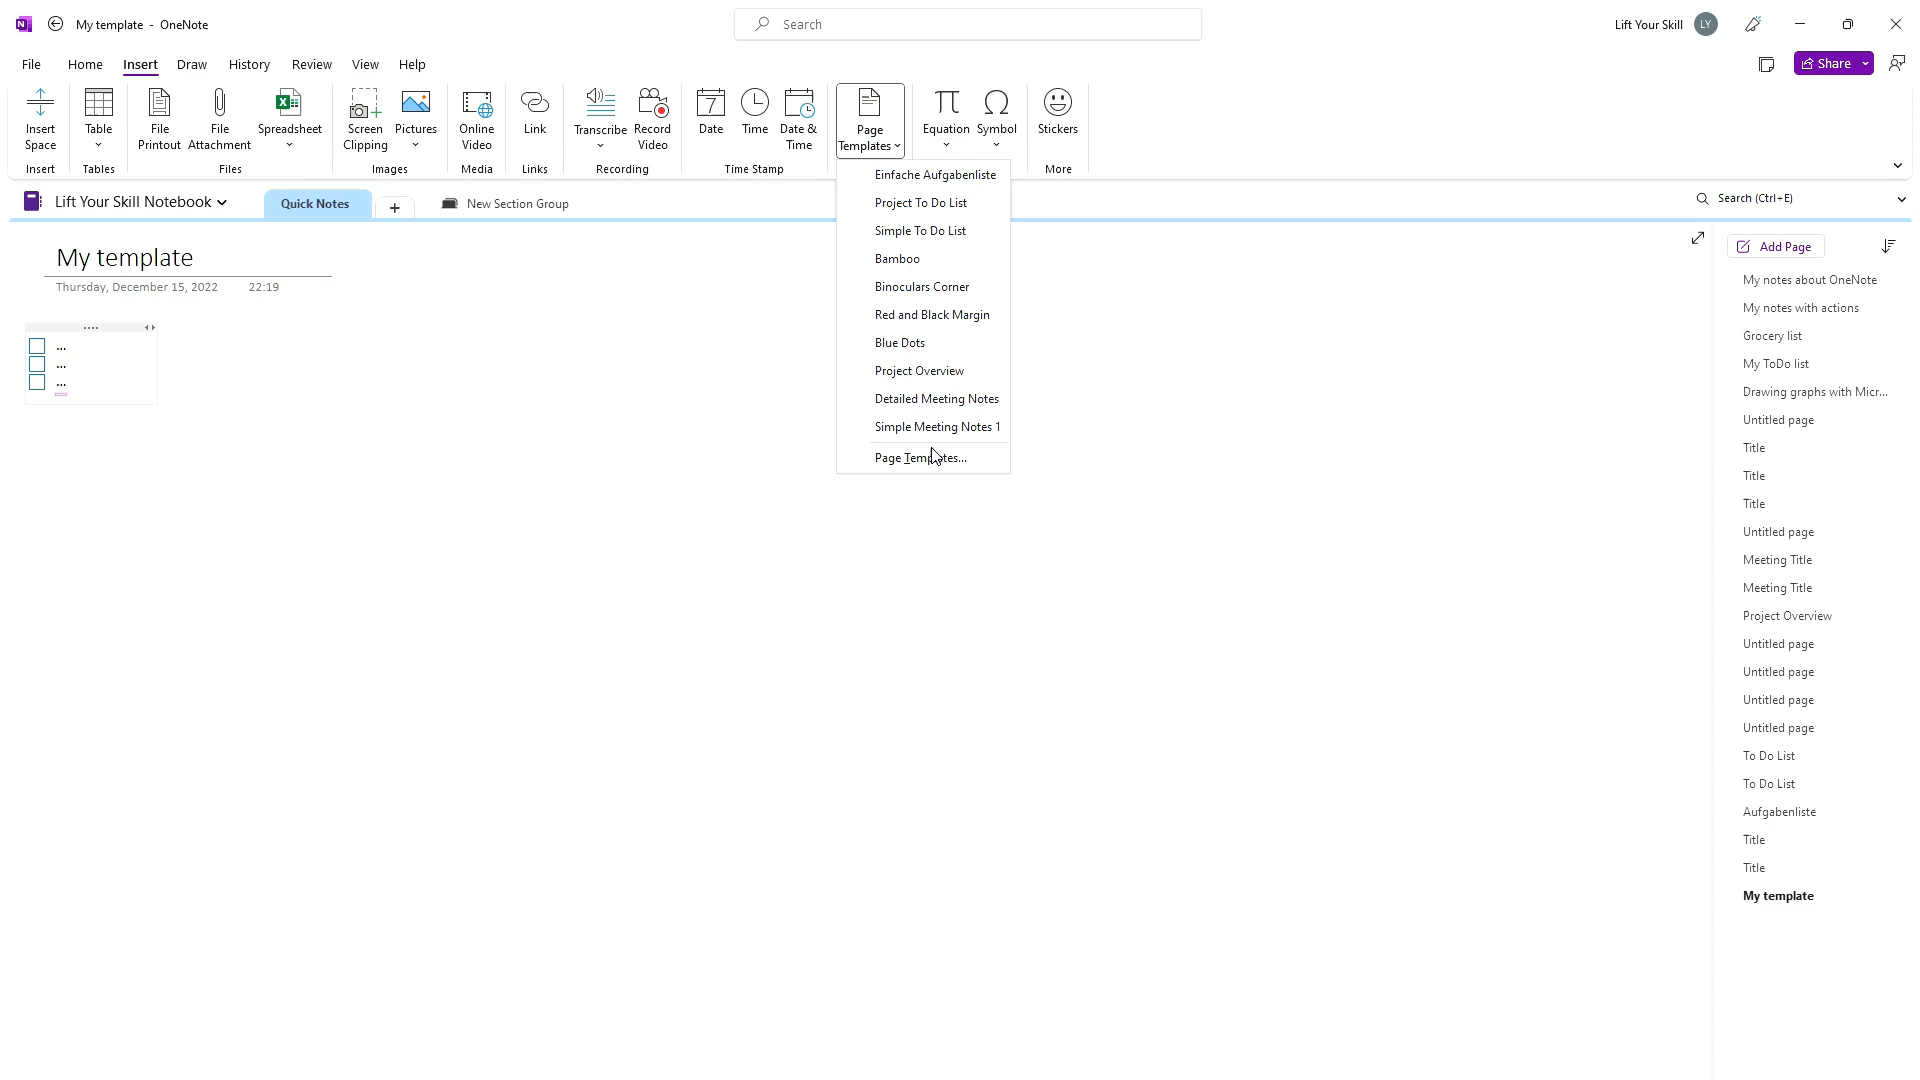 My template - OneNote
Search
Lift Your Skill LY
File Home Insert Draw History Review View Help
Share
Insert Space
Table
File Printout
File Attachment
Spreadsheet
Screen Clipping
Pictures
Online Video
Link
Transcribe
Record Video
7
Date
Time
Date & Time
Page Templates
Equation
Symbol
Stickers
Insert Tables Files Images Media Links Recording Time Stamp More
Einfache Aufgabenliste
Project To Do List
Simple To Do List
Bamboo
Binoculars Corner
Red and Black Margin
Blue Dots
Project Overview
Detailed Meeting Notes
Simple Meeting Notes 1
Page Templates...
Lift Your Skill Notebook
Quick Notes
+
New Section Group
Search (Ctrl+E)
My template
Thursday, December 15, 2022 22:19
...
...
...
Add Page
My notes about OneNote
My notes with actions
Grocery list
My ToDo list
Drawing graphs with Micr...
Untitled page
Title
Title
Title
Untitled page
Meeting Title
Meeting Title
Project Overview
Untitled page
Untitled page
Untitled page
Untitled page
To Do List
To Do List
Aufgabenliste
Title
Title
My template